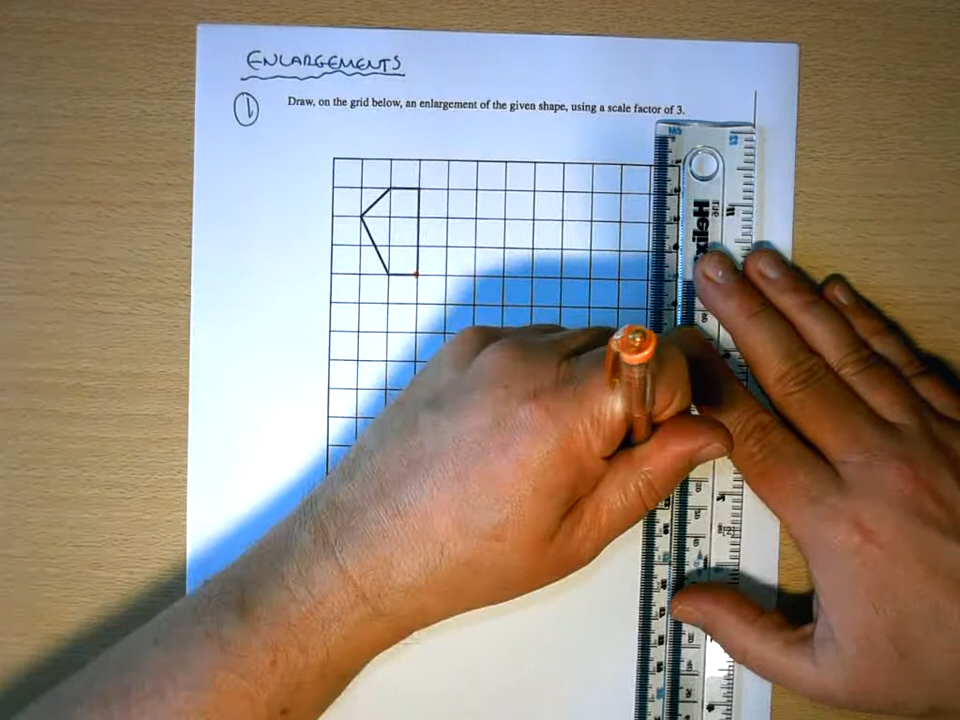 ENLARGEMENTS
1 Draw, on the grid below, an enlargement of the given shape, using a scale factor of 3.
Helix